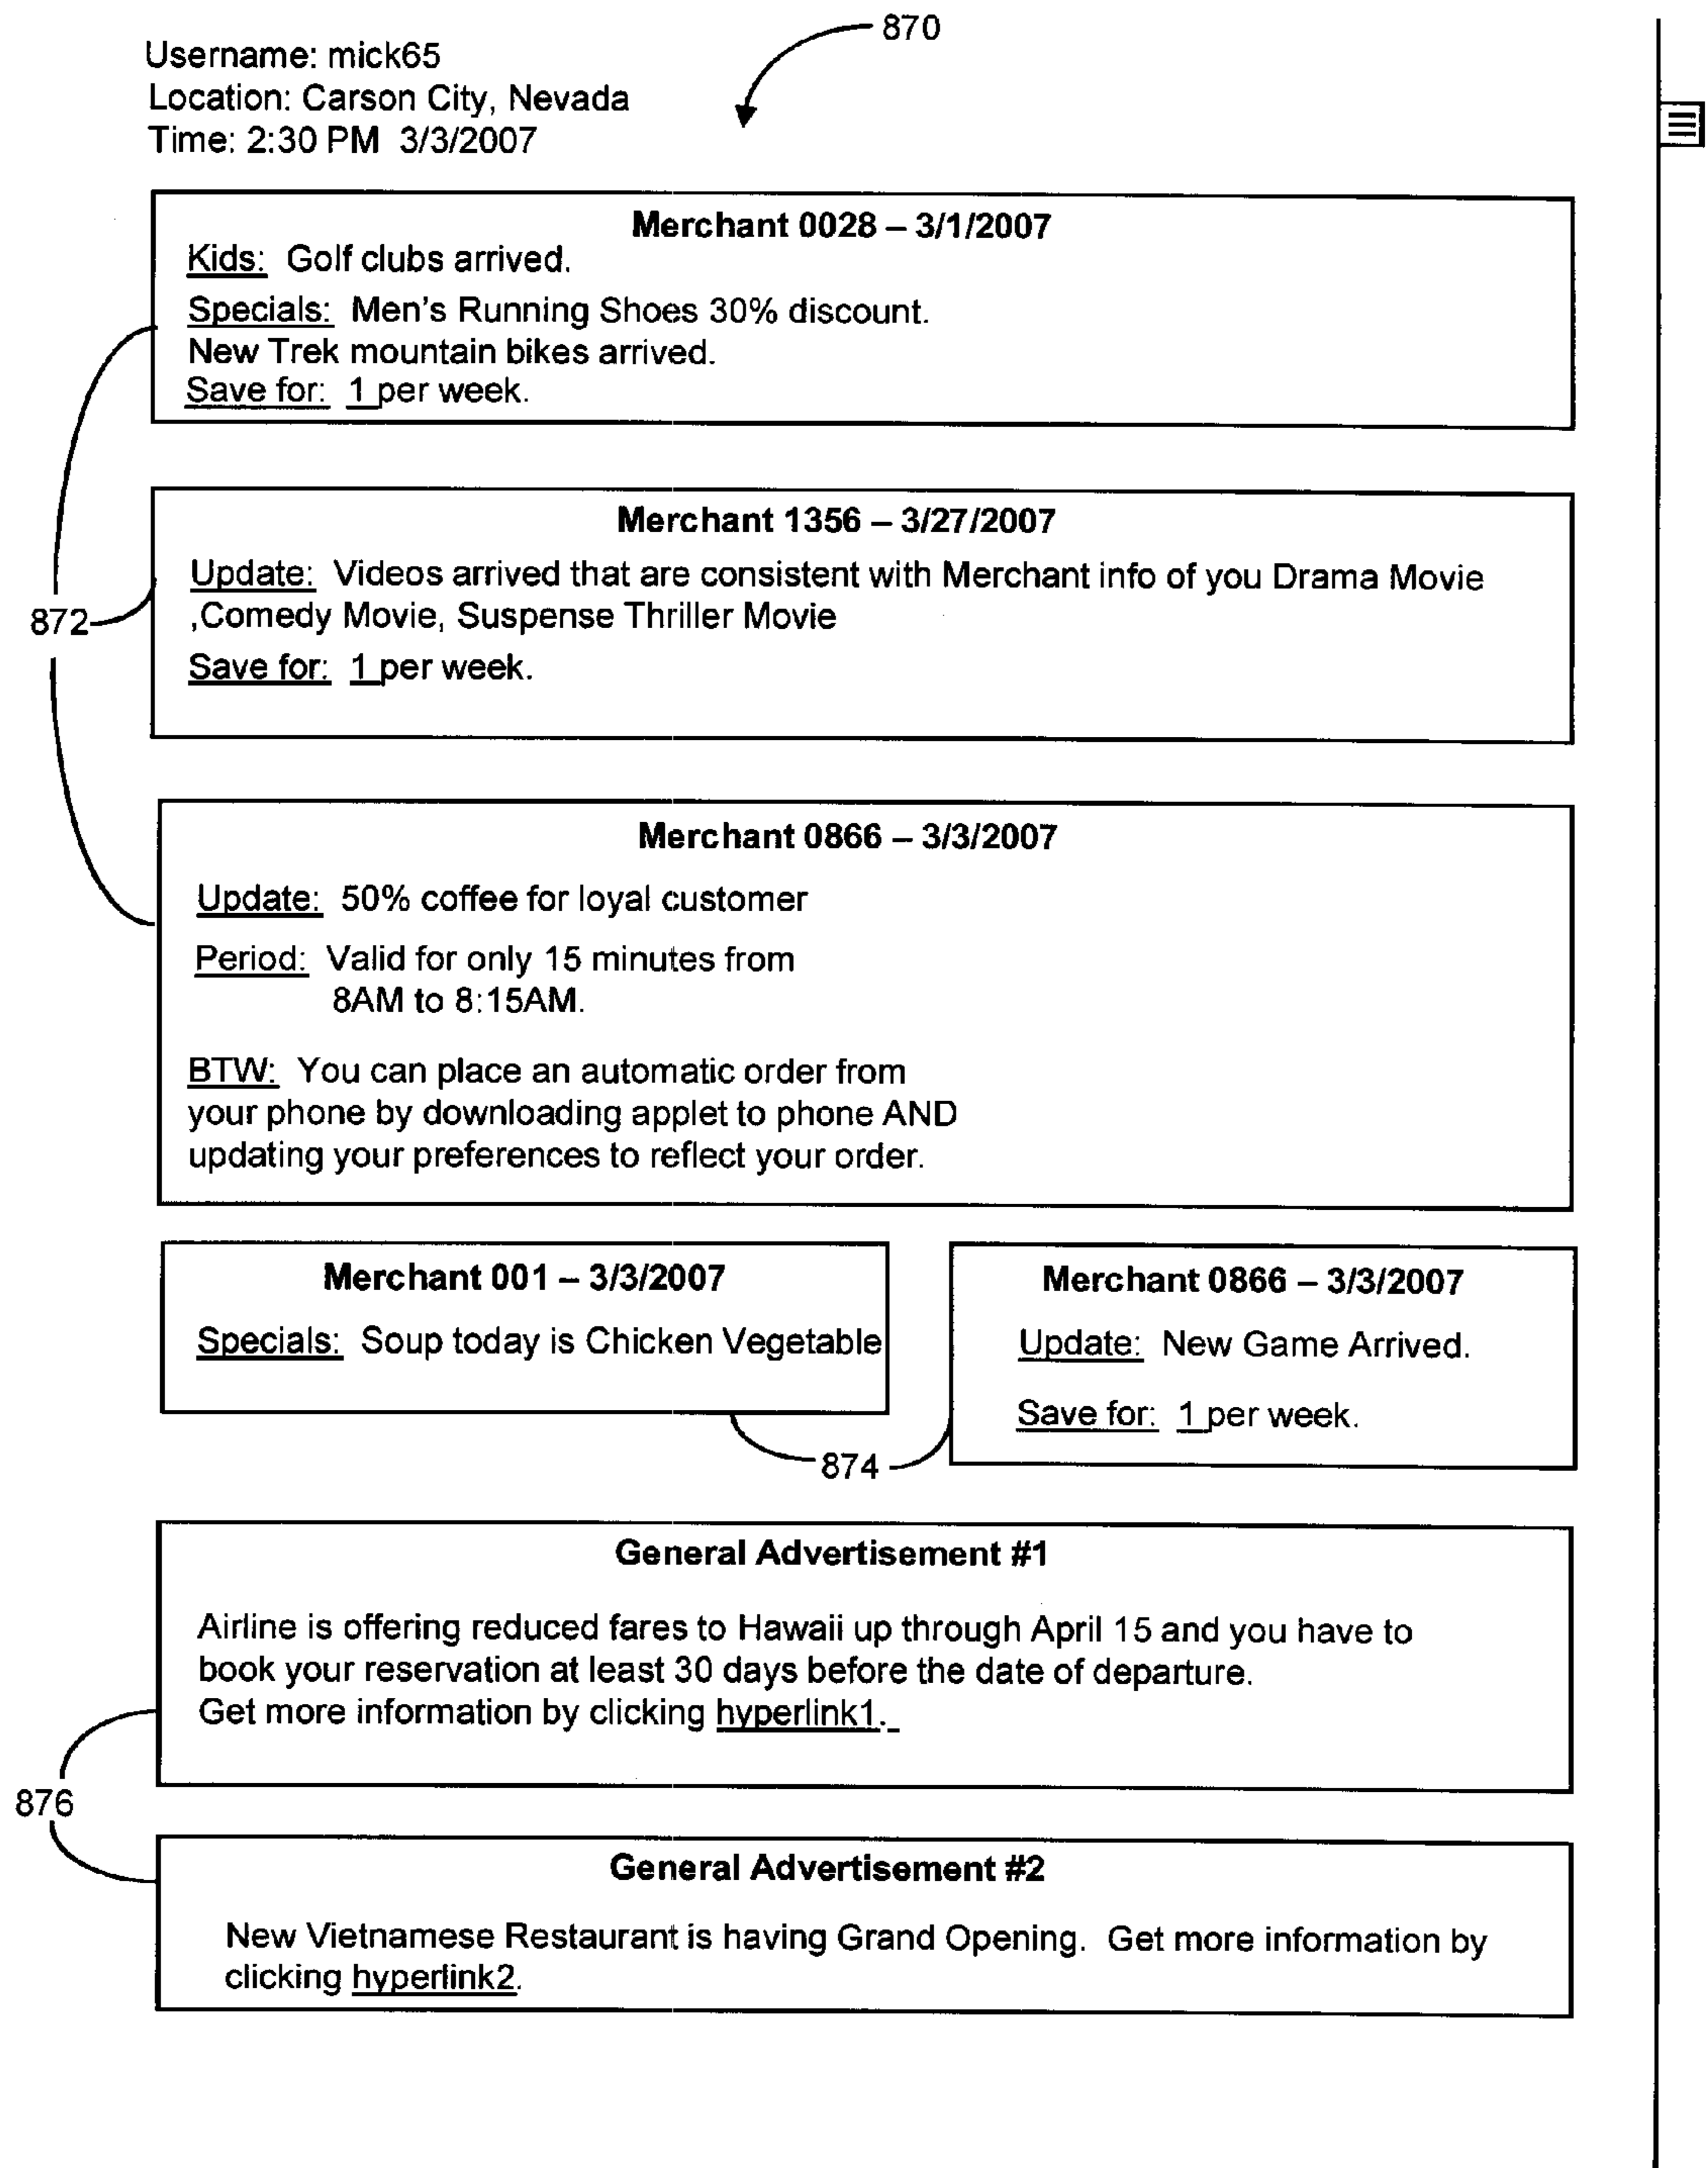 870
Username: mick65
Location: Carson City, Nevada
Time: 2:30 PM 3/3/2007
Merchant 0028 – 3/1/2007
Kids: Golf clubs arrived.
Specials: Men's Running Shoes 30% discount.
New Trek mountain bikes arrived.
Save for: 1 per week.
Merchant 1356 – 3/27/2007
Update: Videos arrived that are consistent with Merchant info of you Drama Movie
,Comedy Movie, Suspense Thriller Movie
872
Save for: 1 per week.
Merchant 0866 – 3/3/2007
Update: 50% coffee for loyal customer
Period: Valid for only 15 minutes from
8AM to 8:15AM.
BTW: You can place an automatic order from
your phone by downloading applet to phone AND
updating your preferences to reflect your order.
Merchant 001 – 3/3/2007
Specials: Soup today is Chicken Vegetable
Merchant 0866 – 3/3/2007
Update: New Game Arrived.
Save for: 1 per week.
874
General Advertisement #1
Airline is offering reduced fares to Hawaii up through April 15 and you have to
book your reservation at least 30 days before the date of departure.
Get more information by clicking hyperlink1.
876
General Advertisement #2
New Vietnamese Restaurant is having Grand Opening. Get more information by
clicking hyperlink2.